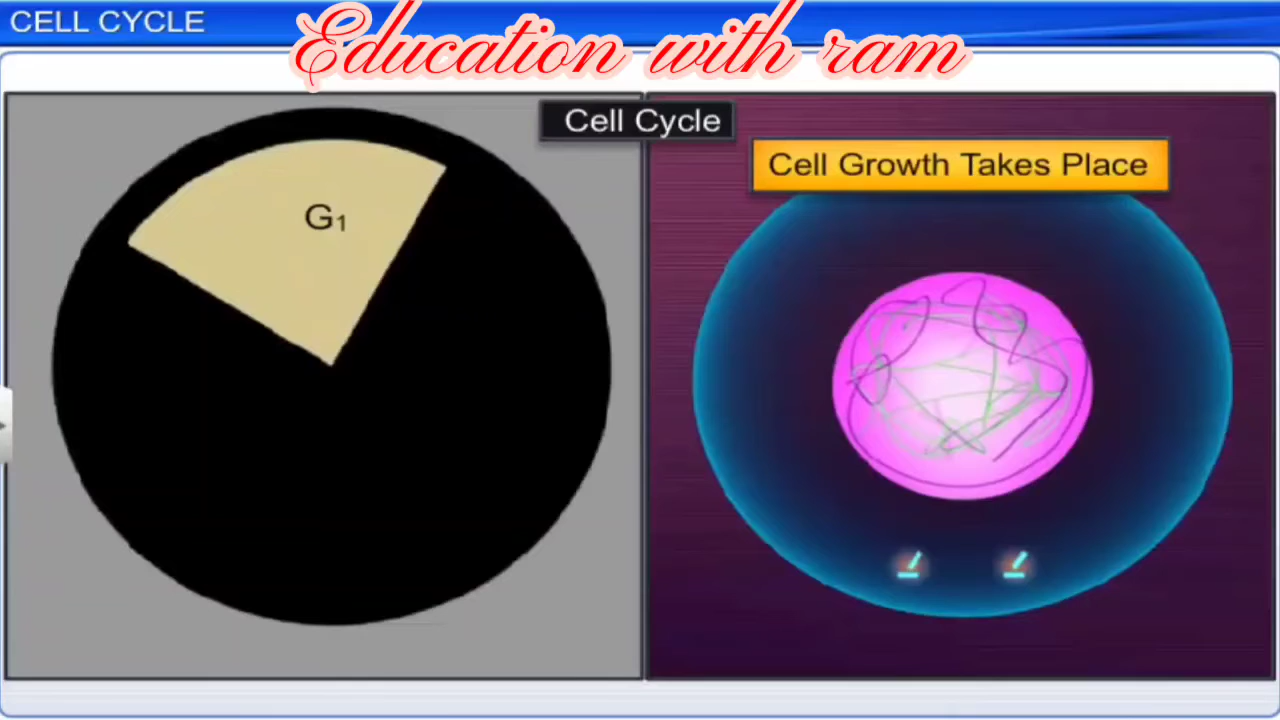 CELL CYCLE
Education with ram
Cell Cycle
Cell Growth Takes Place
G₁